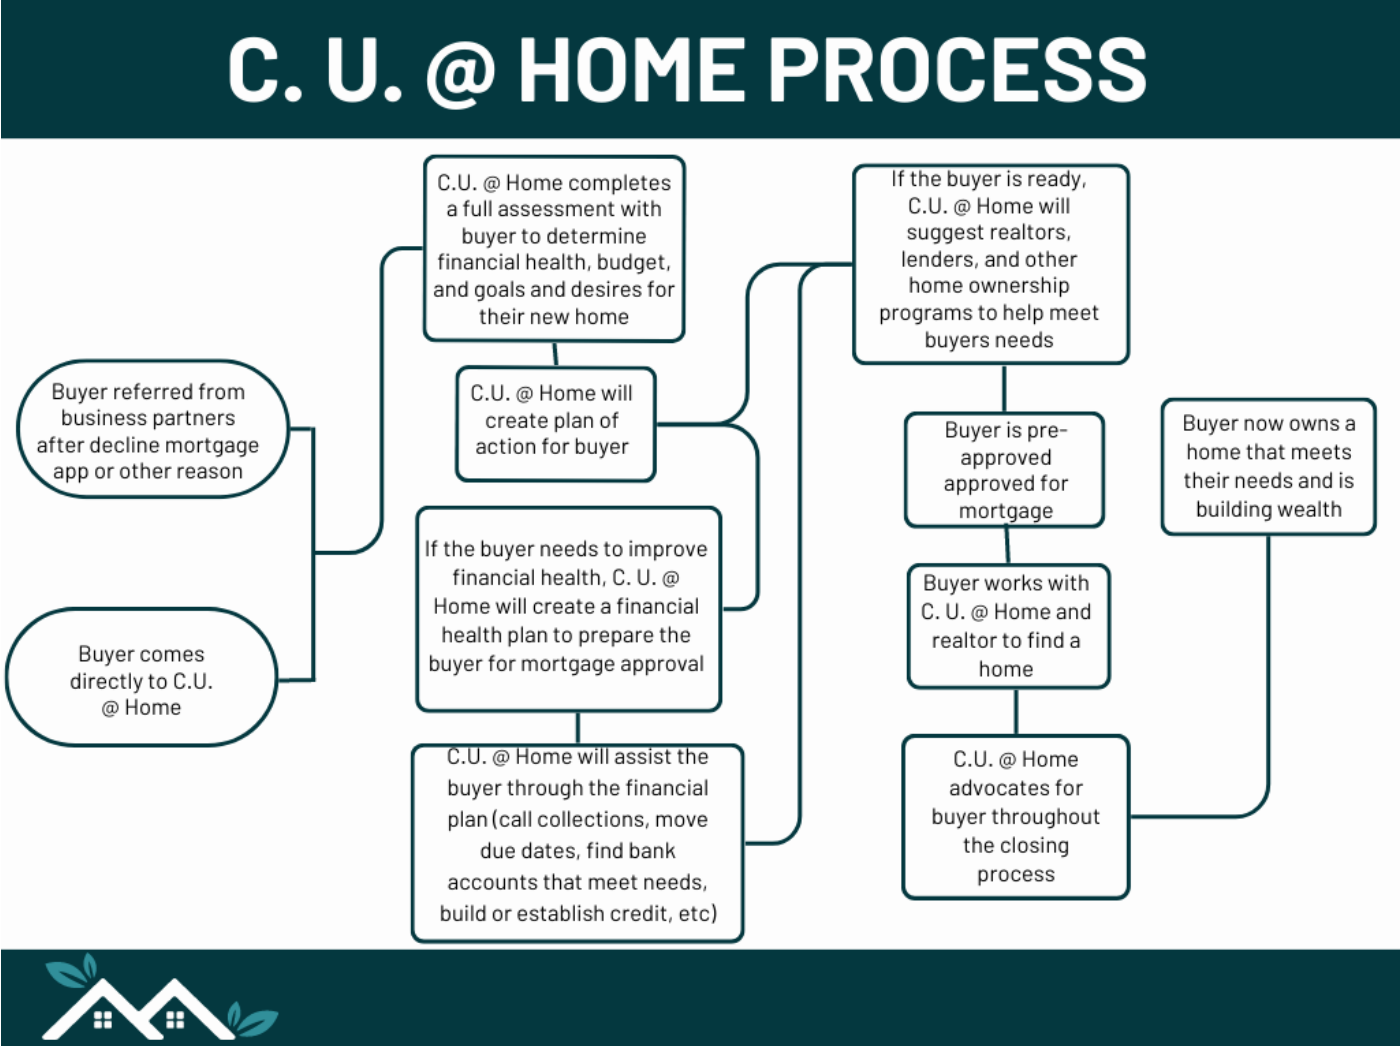 C. U. @ HOME PROCESS
Buyer referred from
business partners
after decline mortgage
app or other reason
Buyer comes
directly to C.U.
@ Home
C.U. @ Home completes
a full assessment with
buyer to determine
financial health, budget,
and goals and desires for
their new home
C.U. @ Home will
create plan of
action for buyer
If the buyer needs to improve
financial health, C. U. @
Home will create a financial
health plan to prepare the
buyer for mortgage approval
C.U. @ Home will assist the
buyer through the financial
plan (call collections, move
due dates, find bank
accounts that meet needs,
build or establish credit, etc)
If the buyer is ready,
C.U. @ Home will
suggest realtors,
lenders, and other
home ownership
programs to help meet
buyers needs
Buyer is pre-
approved
approved for
mortgage
Buyer works with
C. U. @ Home and
realtor to find a
home
C.U. @ Home
advocates for
buyer throughout
the closing
process
Buyer now owns a
home that meets
their needs and is
building wealth